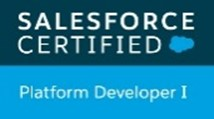 SALESFORCE
CERTIFIED
Platform Developer I